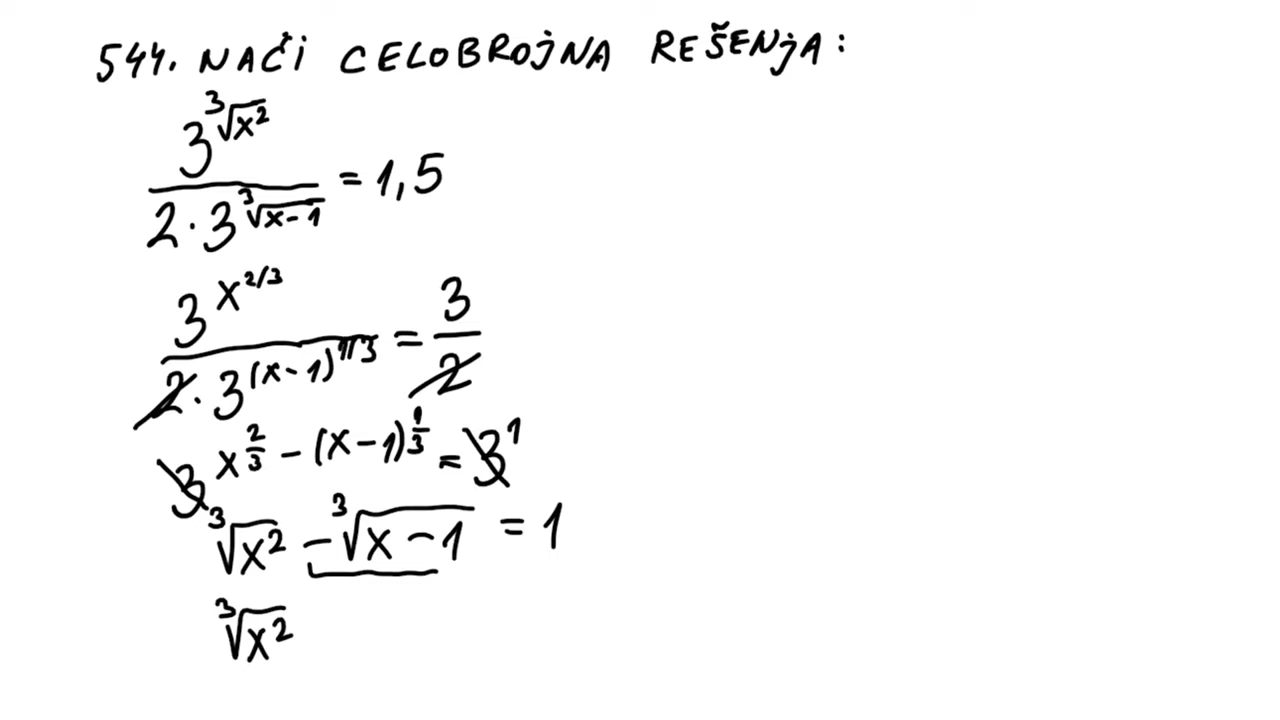 544. NAČI CELOBROJNA REŠENJA:
3^∛(x²) / (2·3^∛(x-1)) = 1,5
3^(x^(2/3)) / (2·3^((x-1)^(1/3))) = 3/2
3^(x^(2/3) - (x-1)^(1/3)) = 3^1
∛(x²) - ∛(x-1) = 1
∛(x²)